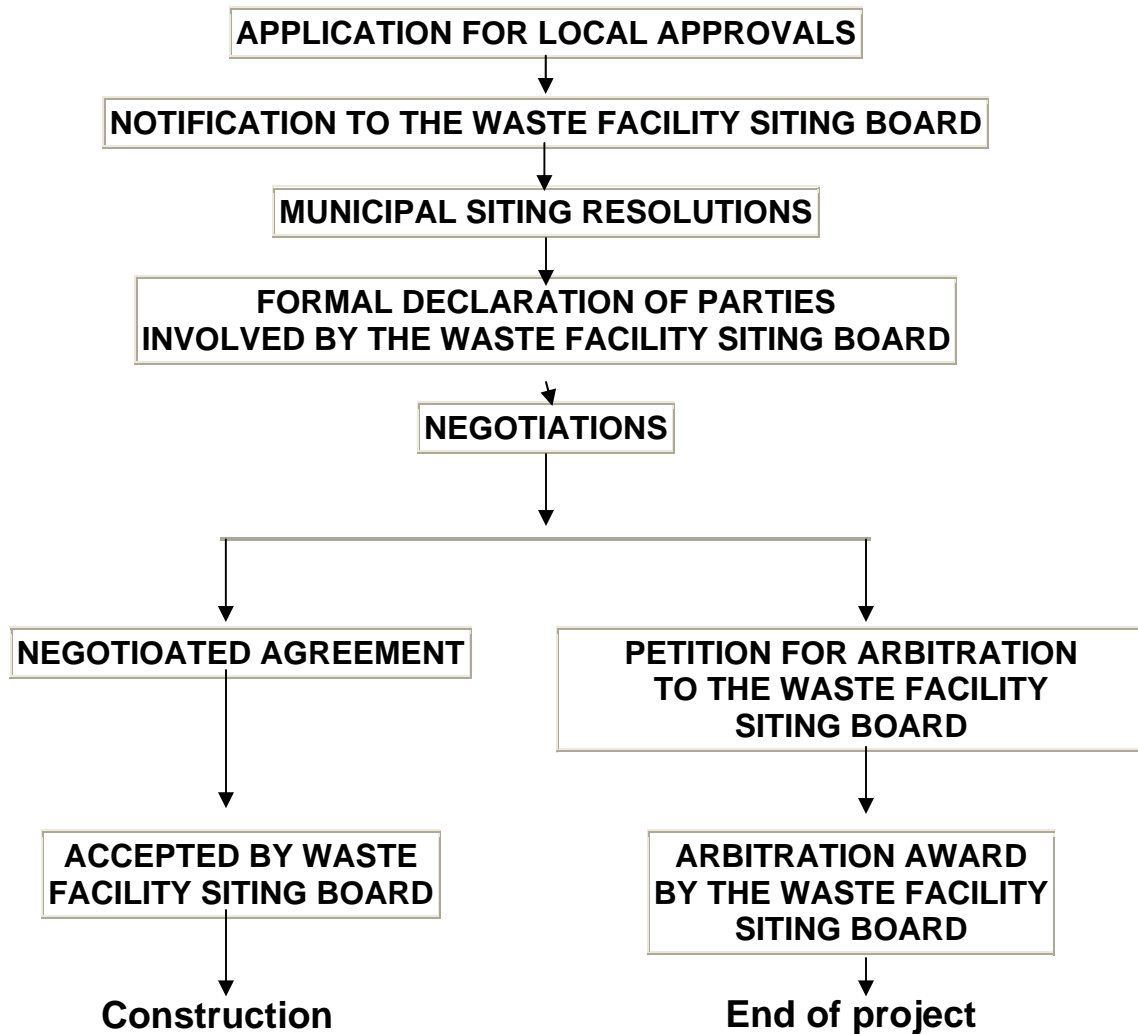 APPLICATION FOR LOCAL APPROVALS
NOTIFICATION TO THE WASTE FACILITY SITING BOARD
MUNICIPAL SITING RESOLUTIONS
FORMAL DECLARATION OF PARTIES
INVOLVED BY THE WASTE FACILITY SITING BOARD
NEGOTIATIONS
NEGOTIOATED AGREEMENT
PETITION FOR ARBITRATION
TO THE WASTE FACILITY
SITING BOARD
ACCEPTED BY WASTE
FACILITY SITING BOARD
ARBITRATION AWARD
BY THE WASTE FACILITY
SITING BOARD
Construction
End of project